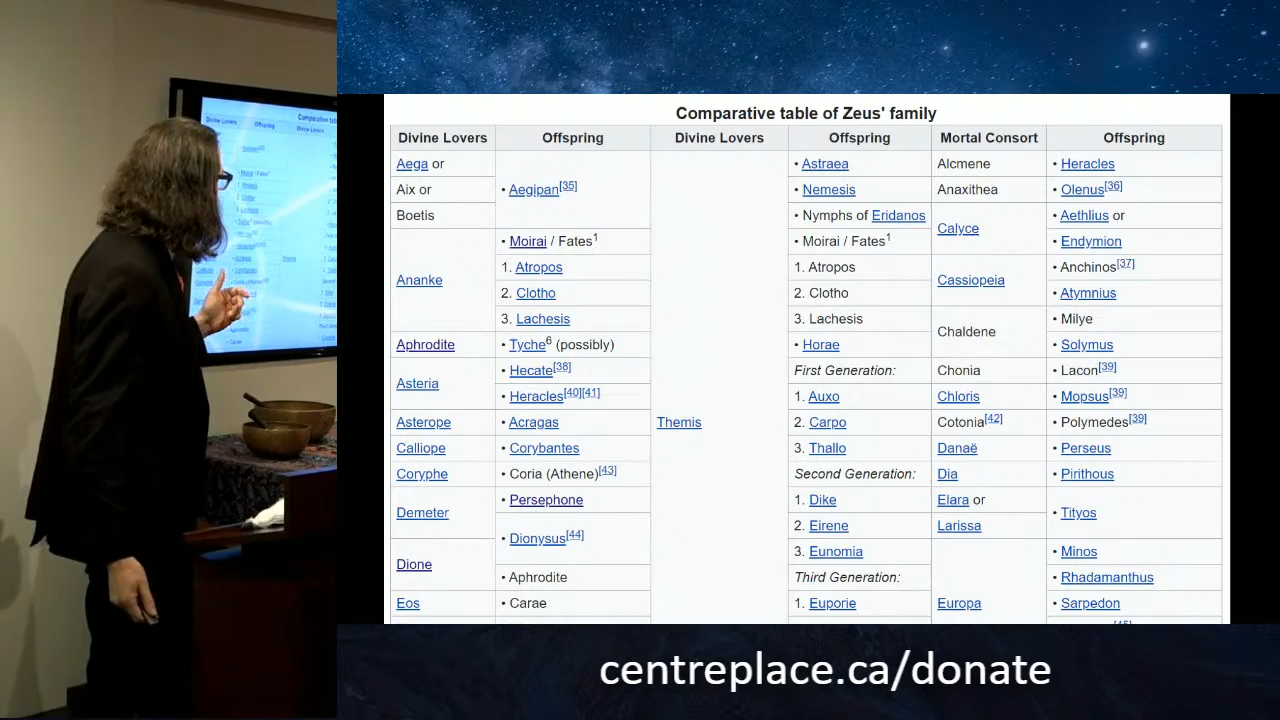 Comparative table of Zeus' family
Divine Lovers Offspring Divine Lovers Offspring Mortal Consort Offspring
Aega or • Astraea Alcmene • Heracles
Aix or • Aegipan[35] • Nemesis Anaxithea • Olenus[36]
Boetis • Nymphs of Eridanos • Aethlius or
Calyce
• Moirai / Fates1 • Moirai / Fates1 • Endymion
1. Atropos 1. Atropos • Anchinos[37]
Ananke Cassiopeia
2. Clotho 2. Clotho • Atymnius
3. Lachesis 3. Lachesis • Milye
Chaldene
Aphrodite • Tyche6 (possibly) • Horae • Solymus
• Hecate[38] First Generation: Chonia • Lacon[39]
Asteria
• Heracles[40][41] 1. Auxo Chloris • Mopsus[39]
Asterope • Acragas Themis 2. Carpo Cotonia[42] • Polymedes[39]
Calliope • Corybantes 3. Thallo Danaë • Perseus
Coryphe • Coria (Athene)[43] Second Generation: Dia • Pirithous
• Persephone 1. Dike Elara or
Demeter • Tityos
2. Eirene Larissa
• Dionysus[44]
3. Eunomia • Minos
Dione
• Aphrodite Third Generation: • Rhadamanthus
Eos • Carae 1. Euporie Europa • Sarpedon
centreplace.ca/donate